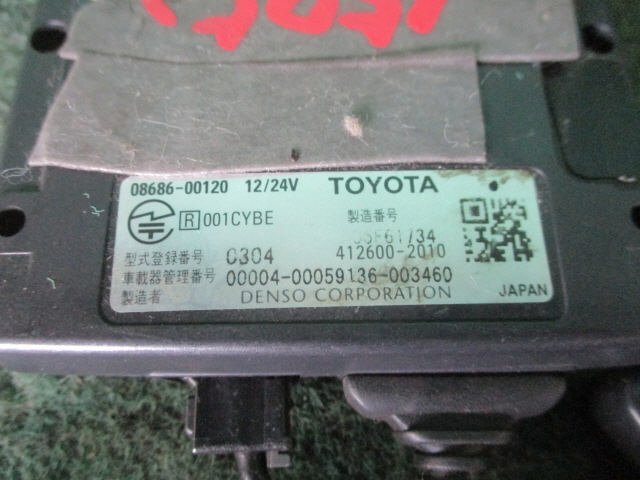 08686-00120 12/24V TOYOTA
R 001CYBE 製造番号
型式登録番号 0304 412600-2010
車載器管理番号 00004-00059136-003460
製造者 DENSO CORPORATION JAPAN